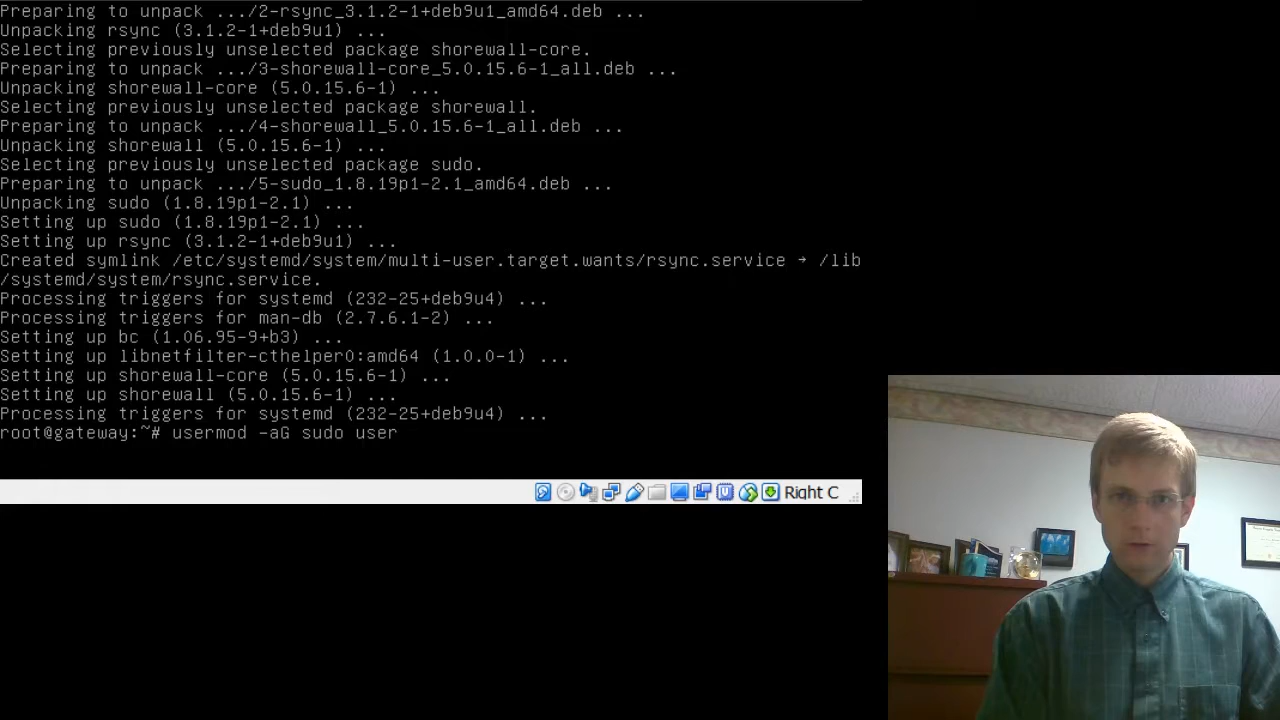 Preparing to unpack .../2-rsync_3.1.2-1+deb9u1_amd64.deb ...
Unpacking rsync (3.1.2-1+deb9u1) ...
Selecting previously unselected package shorewall-core.
Preparing to unpack .../3-shorewall-core_5.0.15.6-1_all.deb ...
Unpacking shorewall-core (5.0.15.6-1) ...
Selecting previously unselected package shorewall.
Preparing to unpack .../4-shorewall_5.0.15.6-1_all.deb ...
Unpacking shorewall (5.0.15.6-1) ...
Selecting previously unselected package sudo.
Preparing to unpack .../5-sudo_1.8.19p1-2.1_amd64.deb ...
Unpacking sudo (1.8.19p1-2.1) ...
Setting up sudo (1.8.19p1-2.1) ...
Setting up rsync (3.1.2-1+deb9u1) ...
Created symlink /etc/systemd/system/multi-user.target.wants/rsync.service → /lib
/systemd/system/rsync.service.
Processing triggers for systemd (232-25+deb9u4) ...
Processing triggers for man-db (2.7.6.1-2) ...
Setting up bc (1.06.95-9+b3) ...
Setting up libnetfilter-cthelper0:amd64 (1.0.0-1) ...
Setting up shorewall-core (5.0.15.6-1) ...
Setting up shorewall (5.0.15.6-1) ...
Processing triggers for systemd (232-25+deb9u4) ...
root@gateway:~# usermod -aG sudo user
Right C